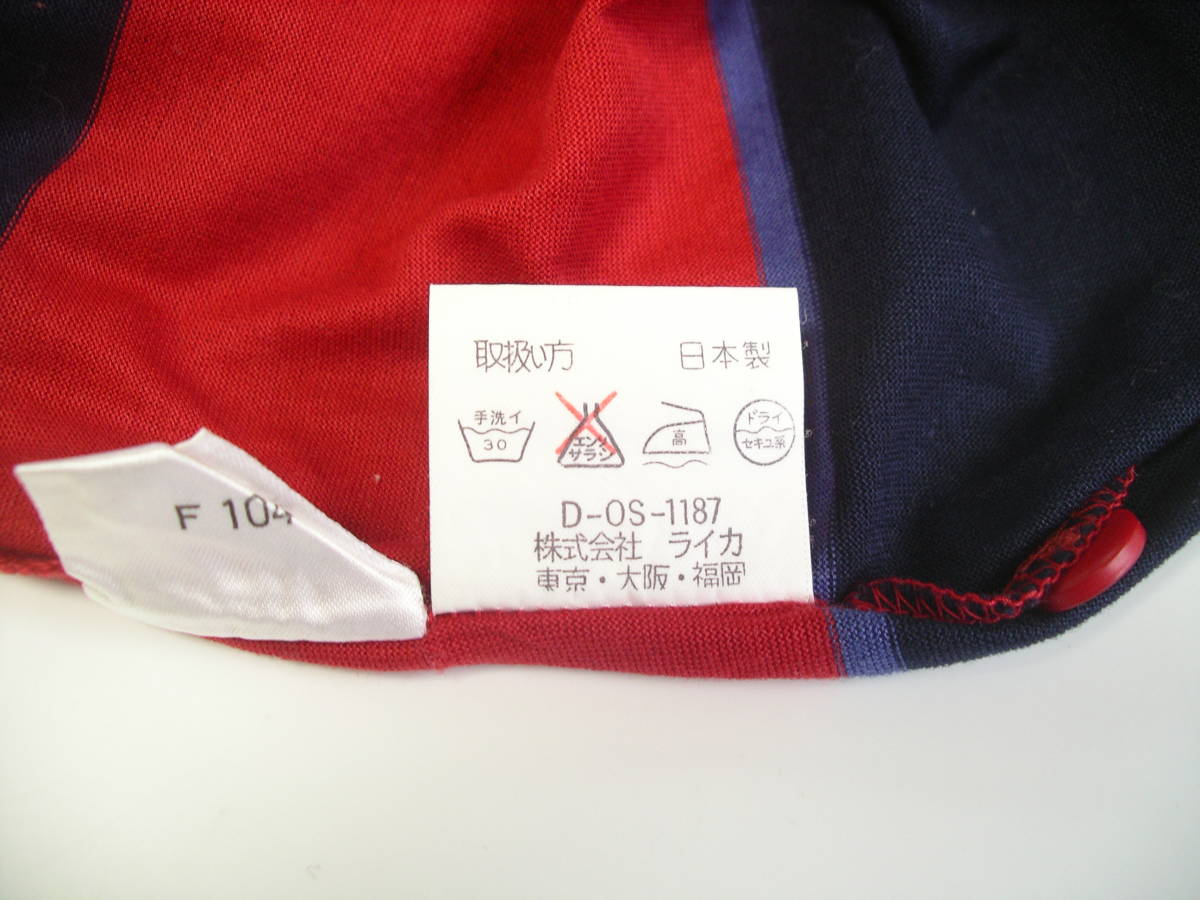 取扱い方 日本製
手洗イ
30
エンソ
サラシ
高
ドライ
セキユ系
D-OS-1187
株式会社 ライカ
東京・大阪・福岡
F 104